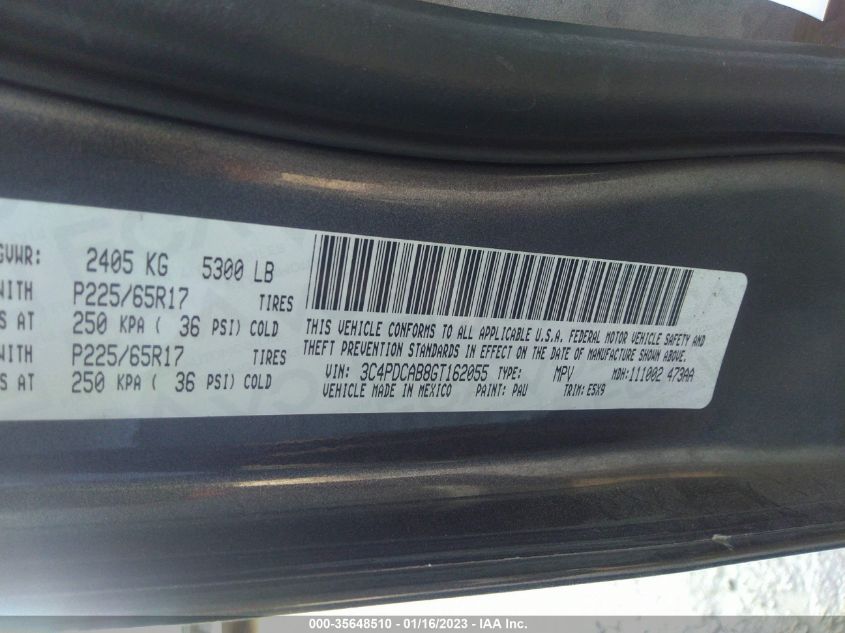 GVWR: 2405 KG 5300 LB
WITH P225/65R17 TIRES
S AT 250 KPA ( 36 PSI) COLD
WITH P225/65R17 TIRES
S AT 250 KPA ( 36 PSI) COLD
THIS VEHICLE CONFORMS TO ALL APPLICABLE U.S.A. FEDERAL MOTOR VEHICLE SAFETY AND
THEFT PREVENTION STANDARDS IN EFFECT ON THE DATE OF MANUFACTURE SHOWN ABOVE.
VIN: 3C4PDCAB8GT162055 TYPE: MPV MDH:111002 473AA
VEHICLE MADE IN MEXICO PAINT: PAU TRIM: E5X9
000-35648510 - 01/16/2023 - © IAA Inc.